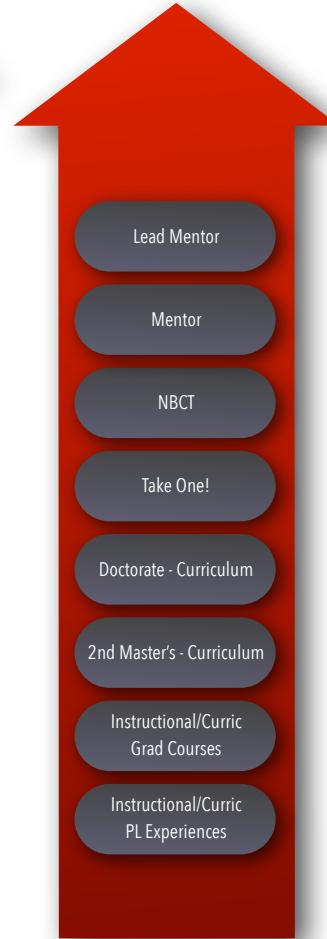 Lead Mentor
Mentor
NBCT
Take One!
Doctorate - Curriculum
2nd Master's - Curriculum
Instructional/Curric
Grad Courses
Instructional/Curric
PL Experiences